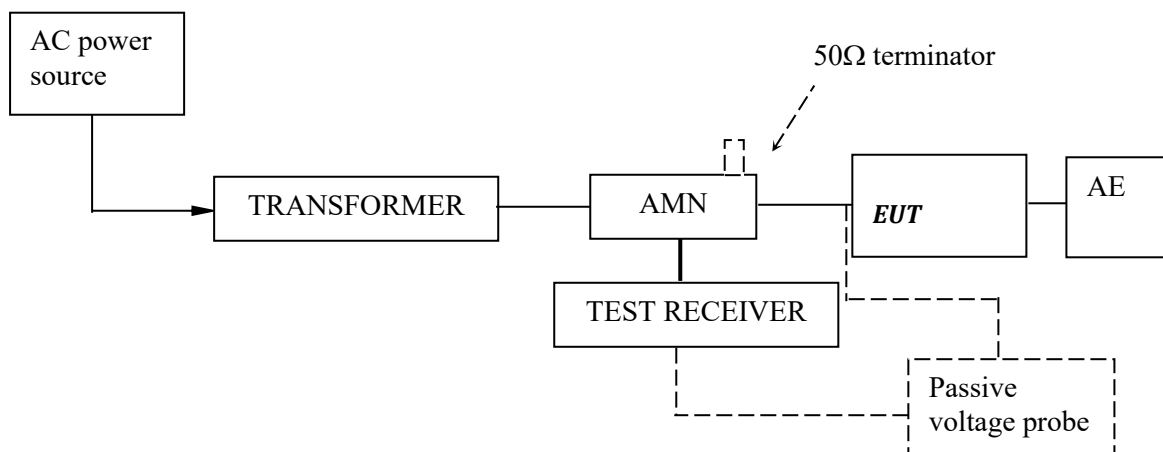 AC power
source
50Ω terminator
TRANSFORMER
AMN
EUT
AE
TEST RECEIVER
Passive
voltage probe